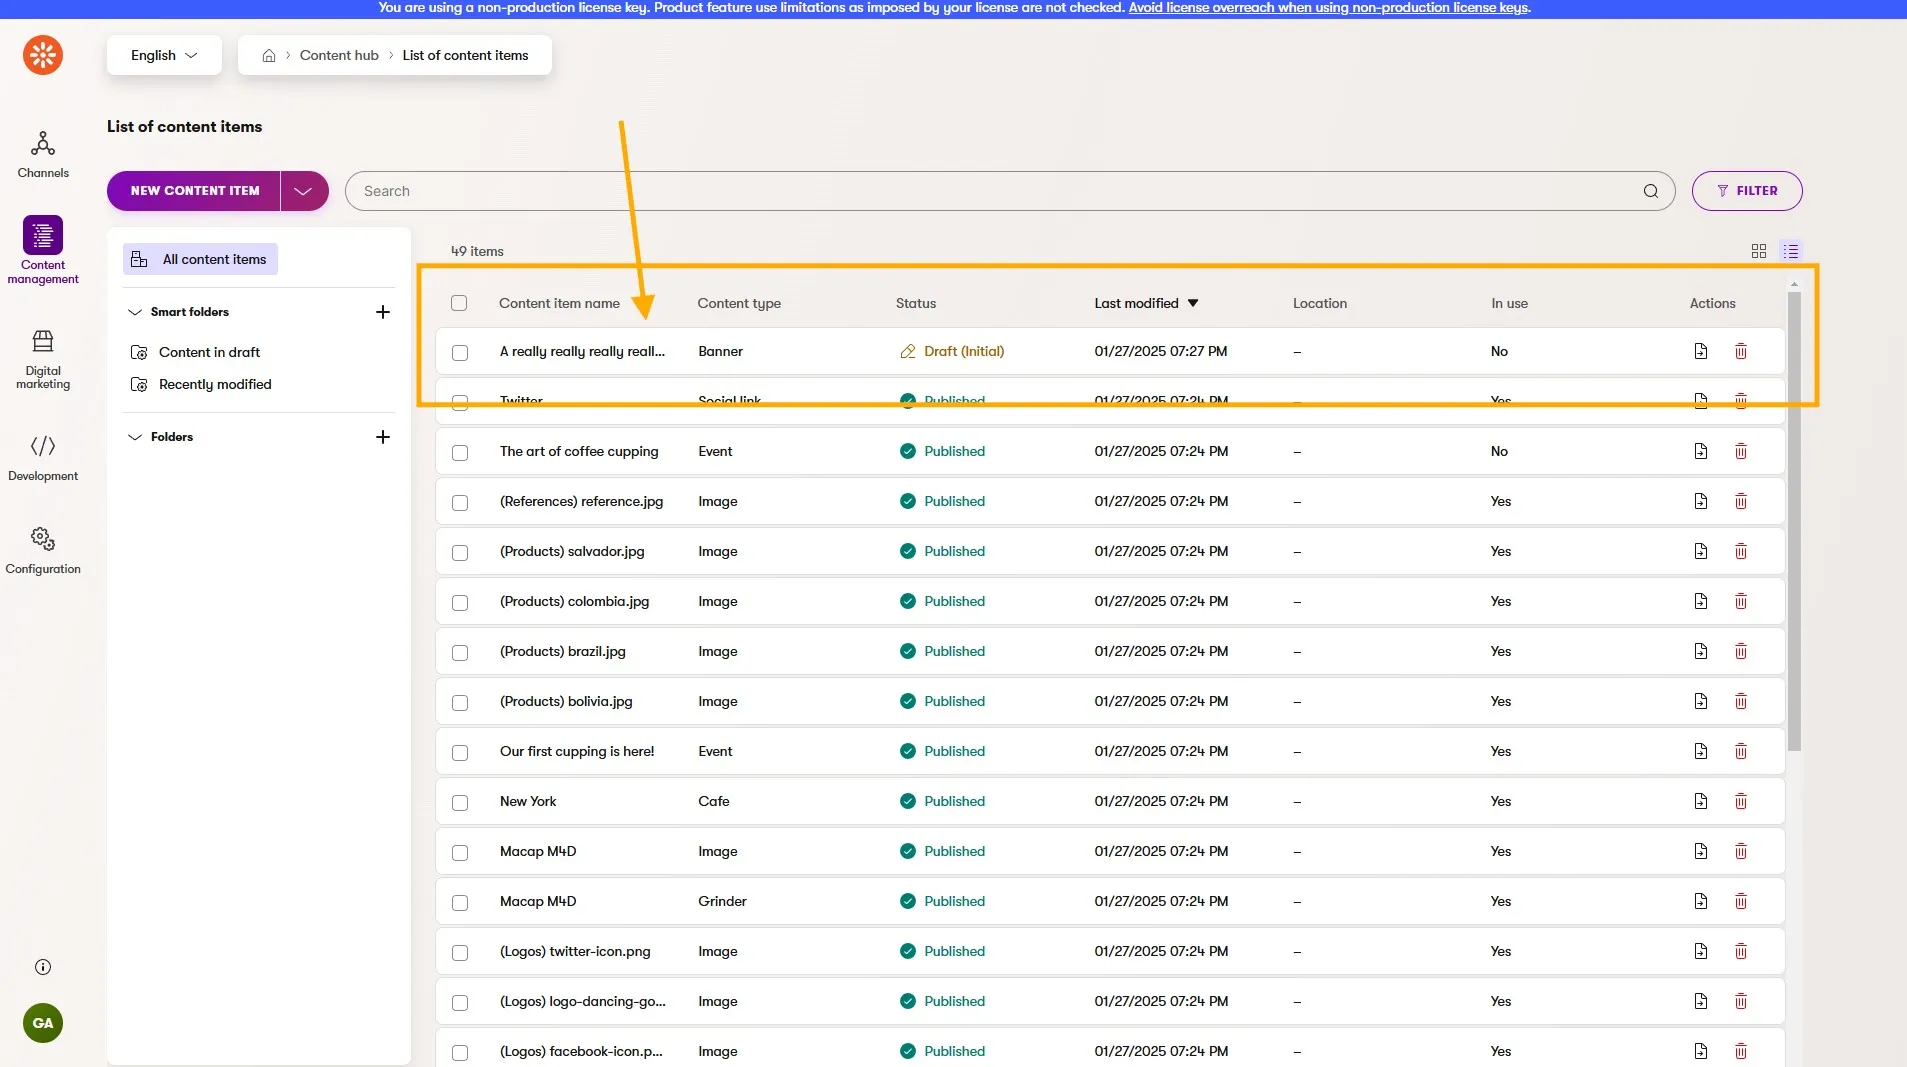 You are using a non-production license key. Product feature use limitations as imposed by your license are not checked. Avoid license overreach when using non-production license keys.
English
Content hub
List of content items
List of content items
Channels
NEW CONTENT ITEM
Search
FILTER
Content management
49 items
All content items
Content item name Content type Status Last modified Location In use Actions
Smart folders
A really really really reall... Banner Draft (Initial) 01/27/2025 07:27 PM – No
Content in draft
Digital marketing
Recently modified
Twitter Social link Published 01/27/2025 07:24 PM – Yes
Folders
The art of coffee cupping Event Published 01/27/2025 07:24 PM – No
Development
(References) reference.jpg Image Published 01/27/2025 07:24 PM – Yes
(Products) salvador.jpg Image Published 01/27/2025 07:24 PM – Yes
Configuration
(Products) colombia.jpg Image Published 01/27/2025 07:24 PM – Yes
(Products) brazil.jpg Image Published 01/27/2025 07:24 PM – Yes
(Products) bolivia.jpg Image Published 01/27/2025 07:24 PM – Yes
Our first cupping is here! Event Published 01/27/2025 07:24 PM – Yes
New York Cafe Published 01/27/2025 07:24 PM – Yes
Macap M4D Image Published 01/27/2025 07:24 PM – Yes
Macap M4D Grinder Published 01/27/2025 07:24 PM – Yes
(Logos) twitter-icon.png Image Published 01/27/2025 07:24 PM – Yes
(Logos) logo-dancing-go... Image Published 01/27/2025 07:24 PM – Yes
GA
(Logos) facebook-icon.p... Image Published 01/27/2025 07:24 PM – Yes